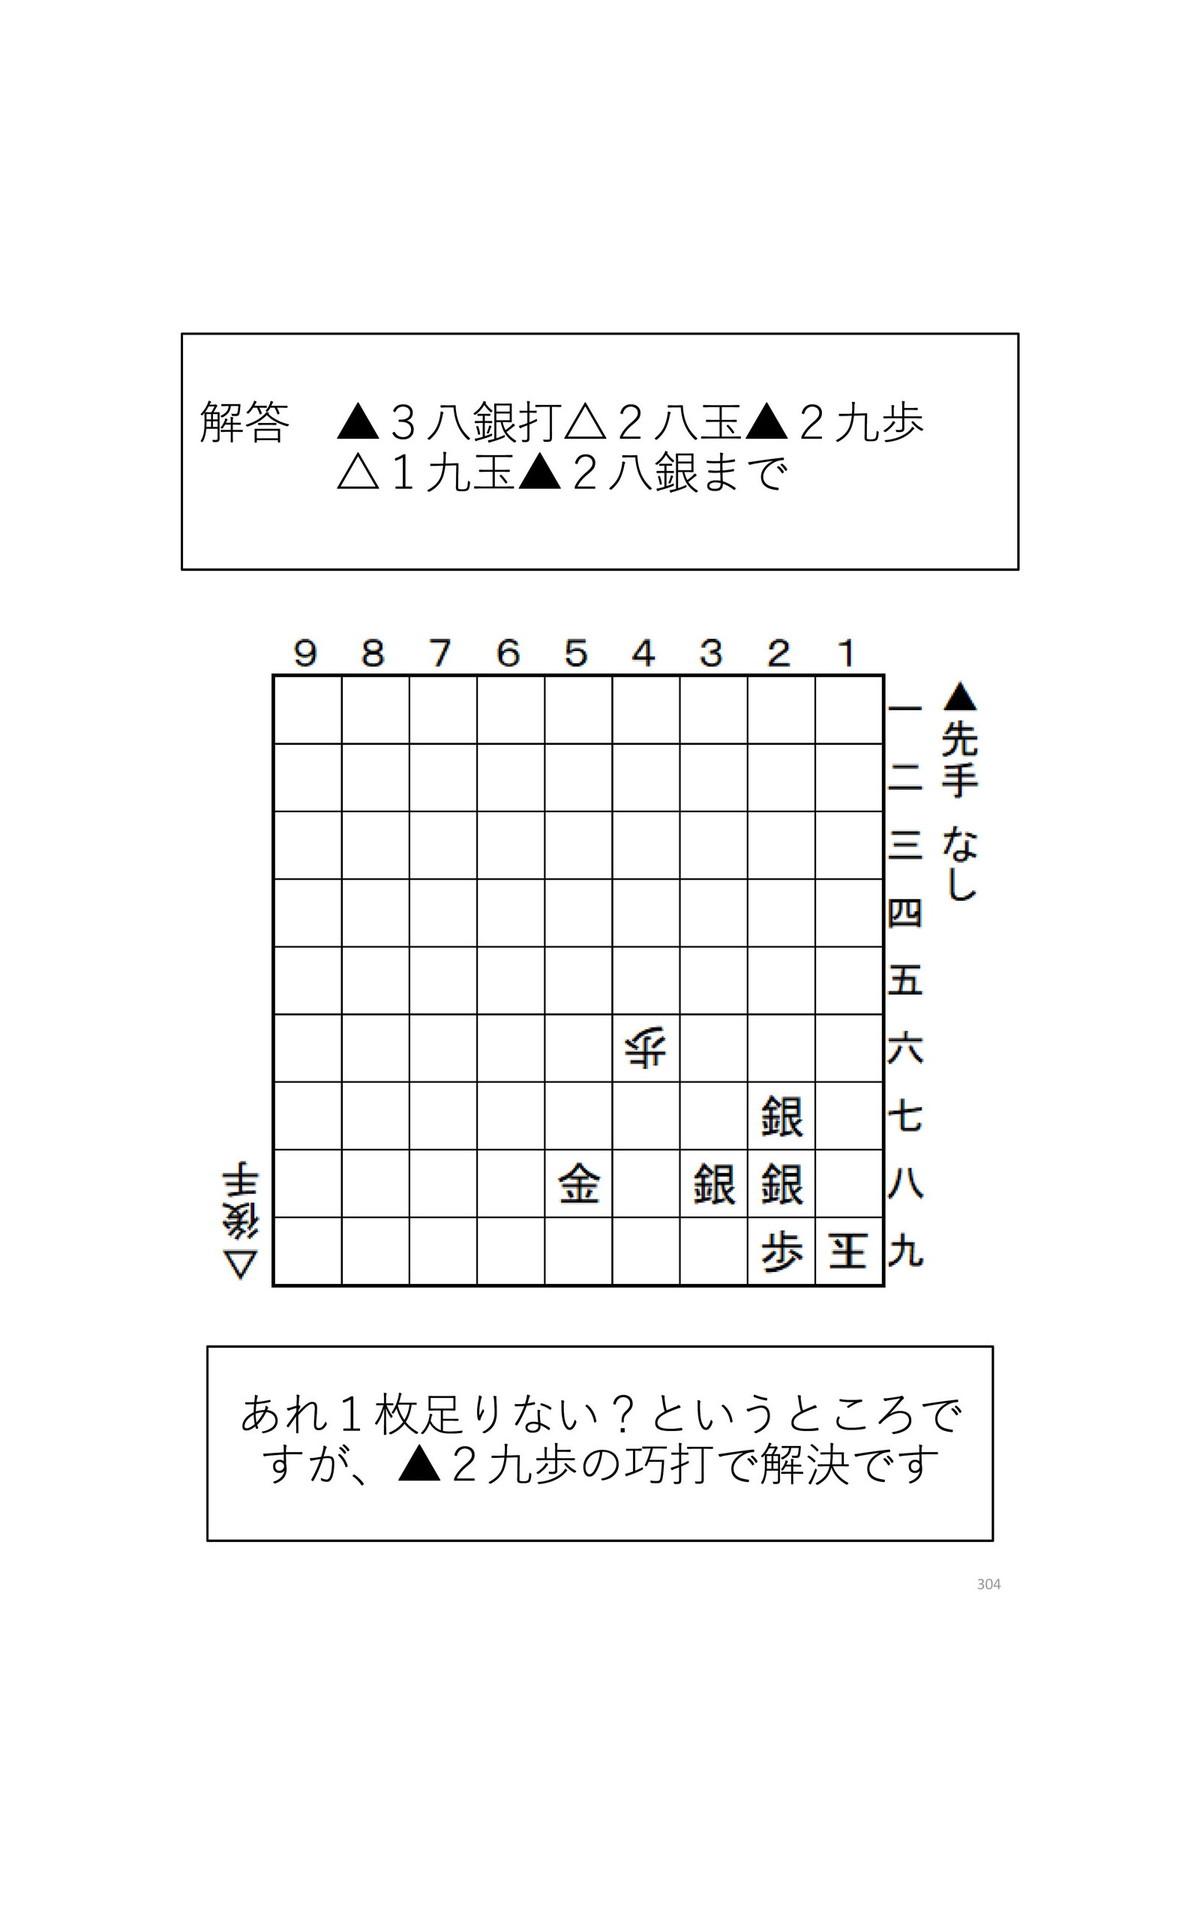 解答　▲３八銀打△２八玉▲２九歩
△１九玉▲２八銀まで
９ ８ ７ ６ ５ ４ ３ ２ １
一
二
三
四
五
六
七
八
九
▲先手 なし
歩
銀
金 銀 銀
歩 王
△後手
あれ１枚足りない？というところで
すが、▲２九歩の巧打で解決です
304